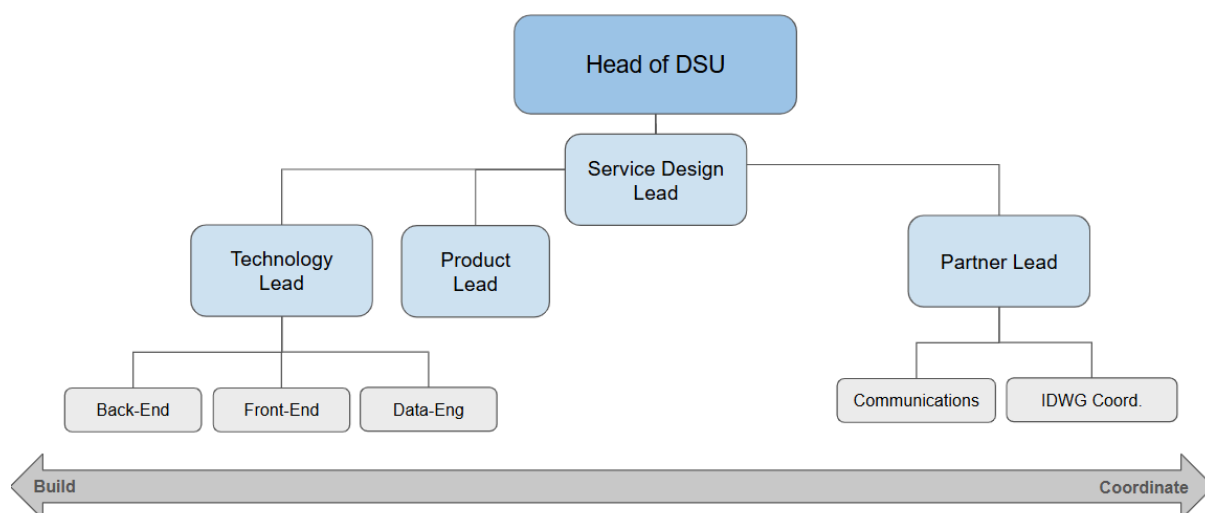 Head of DSU
Service Design
Lead
Technology
Lead
Product
Lead
Partner Lead
Back-End
Front-End
Data-Eng
Communications
IDWG Coord.
Build
Coordinate